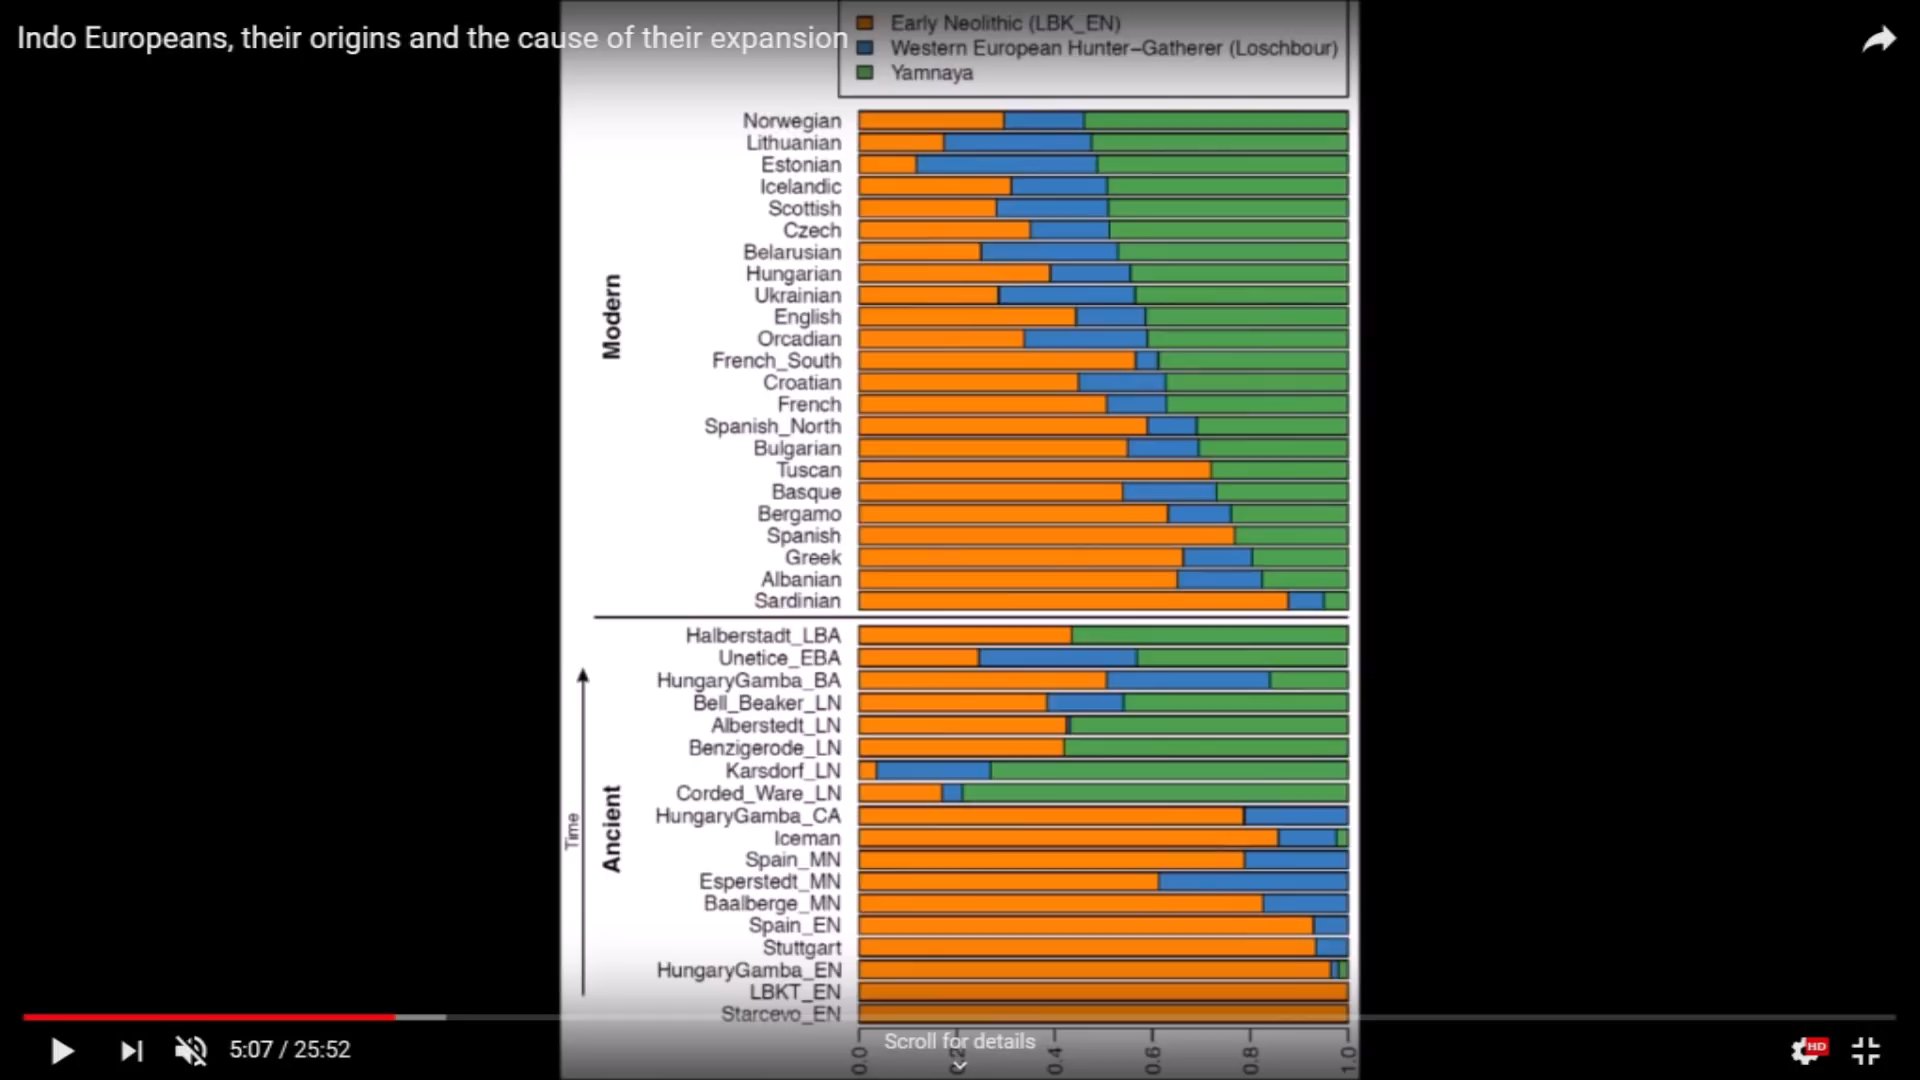 Indo Europeans, their origins and the cause of their expansion
Early Neolithic (LBK_EN)
Western European Hunter–Gatherer (Loschbour)
Yamnaya
Modern
Norwegian
Lithuanian
Estonian
Icelandic
Scottish
Czech
Belarusian
Hungarian
Ukrainian
English
Orcadian
French_South
Croatian
French
Spanish_North
Bulgarian
Tuscan
Basque
Bergamo
Spanish
Greek
Albanian
Sardinian
Time
Ancient
Halberstadt_LBA
Unetice_EBA
HungaryGamba_BA
Bell_Beaker_LN
Alberstedt_LN
Benzigerode_LN
Karsdorf_LN
Corded_Ware_LN
HungaryGamba_CA
Iceman
Spain_MN
Esperstedt_MN
Baalberge_MN
Spain_EN
Stuttgart
HungaryGamba_EN
LBKT_EN
Starcevo_EN
0.0 0.2 0.4 0.6 0.8 1.0
Scroll for details
5:07 / 25:52
HD